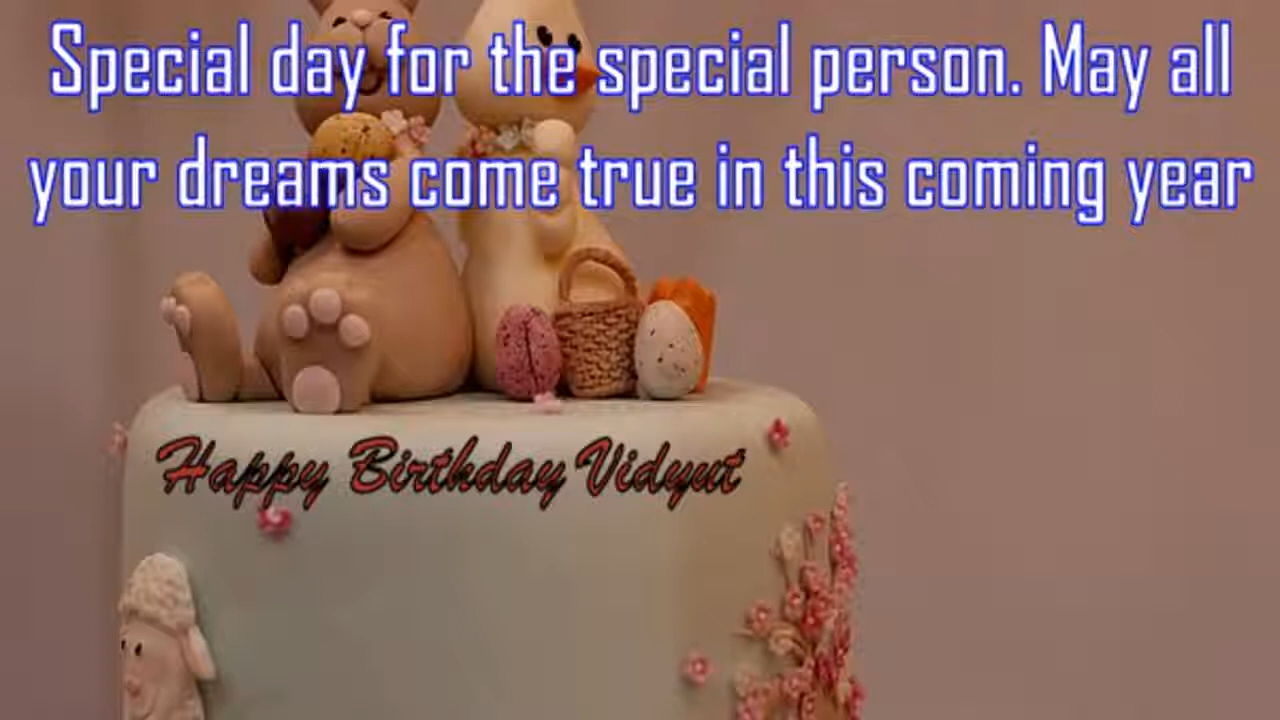 Special day for the special person. May all
your dreams come true in this coming year
Happy Birthday Vidyut